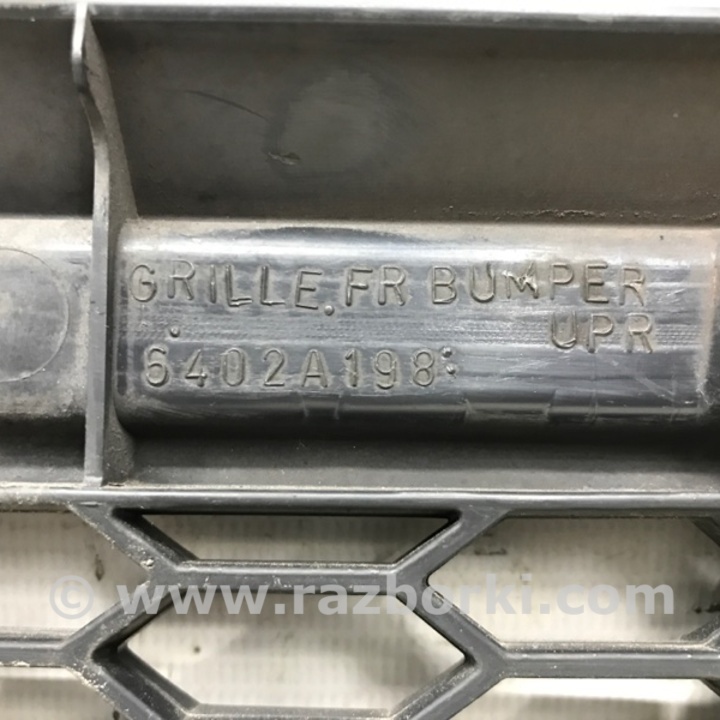 GRILLE, FR BUMPER
UPR
6402A198
© www.razborki.com